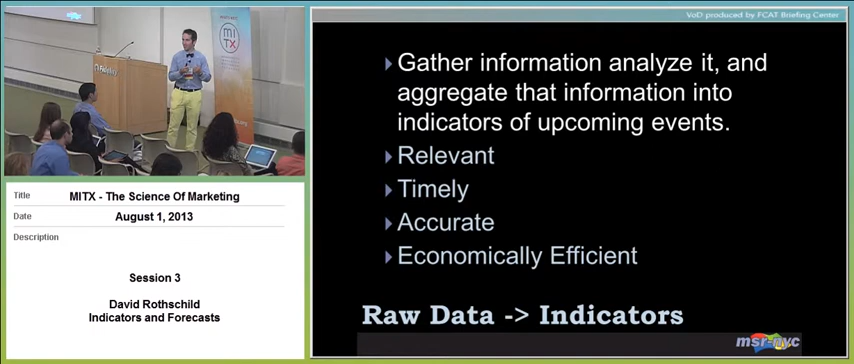 VoD produced by FCAT Briefing Center
Fidelity
MITX
Gather information analyze it, and
aggregate that information into
indicators of upcoming events.
Relevant
Timely
Accurate
Economically Efficient
Raw Data -> Indicators
msr-nyc
Title MITX - The Science Of Marketing
Date August 1, 2013
Description
Session 3
David Rothschild
Indicators and Forecasts